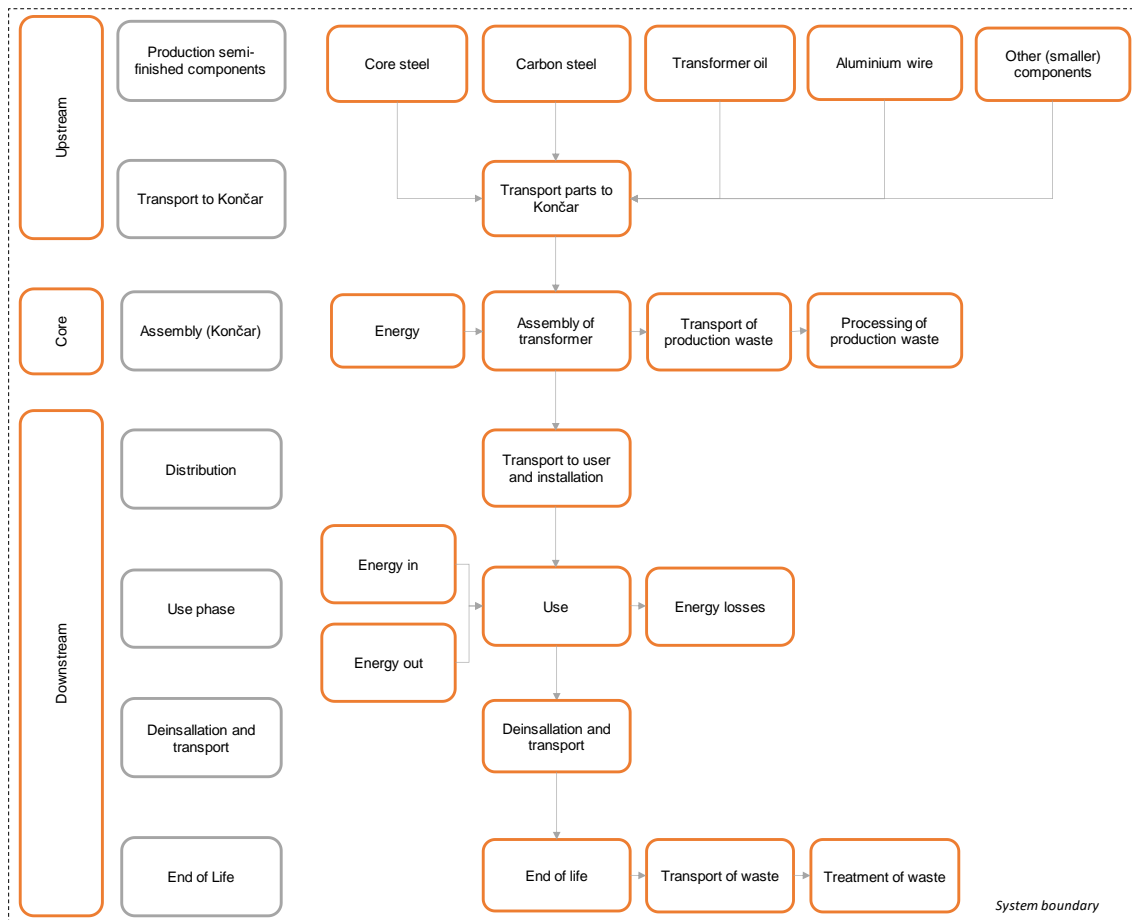 Upstream
Production semi-
finished components
Core steel
Carbon steel
Transformer oil
Aluminium wire
Other (smaller)
components
Transport to Končar
Transport parts to
Končar
Core
Assembly (Končar)
Energy
Assembly of
transformer
Transport of
production waste
Processing of
production waste
Downstream
Distribution
Transport to user
and installation
Use phase
Energy in
Energy out
Use
Energy losses
Deinsallation and
transport
Deinsallation and
transport
End of Life
End of life
Transport of waste
Treatment of waste
System boundary